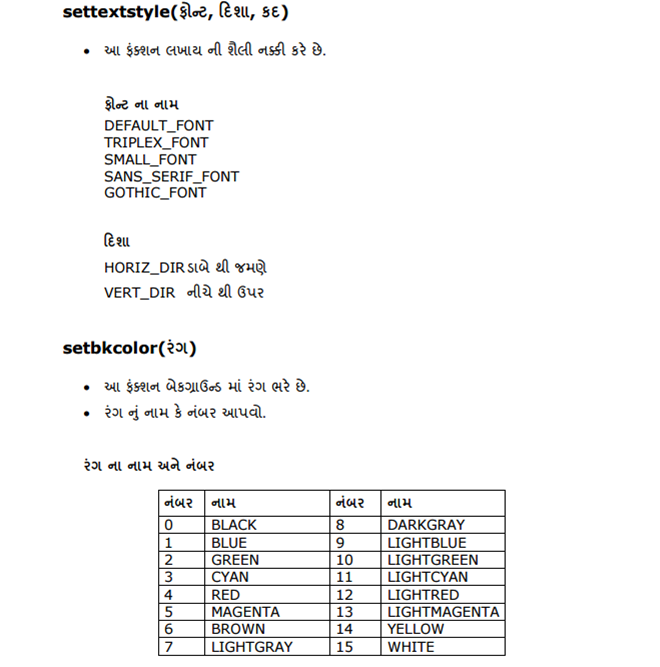 settextstyle(ફોન્ટ, દિશા, કદ)
• આ ફંક્શન લખાય ની શૈલી નક્કી કરે છે.
ફોન્ટ ના નામ
DEFAULT_FONT
TRIPLEX_FONT
SMALL_FONT
SANS_SERIF_FONT
GOTHIC_FONT
દિશા
HORIZ_DIR ડાબે થી જમણે
VERT_DIR નીચે થી ઉપર
setbkcolor(રંગ)
• આ ફંક્શન બેકગ્રાઉન્ડ માં રંગ ભરે છે.
• રંગ નું નામ કે નંબર આપવો.
રંગ ના નામ અને નંબર
નંબર નામ નંબર નામ
0 BLACK 8 DARKGRAY
1 BLUE 9 LIGHTBLUE
2 GREEN 10 LIGHTGREEN
3 CYAN 11 LIGHTCYAN
4 RED 12 LIGHTRED
5 MAGENTA 13 LIGHTMAGENTA
6 BROWN 14 YELLOW
7 LIGHTGRAY 15 WHITE